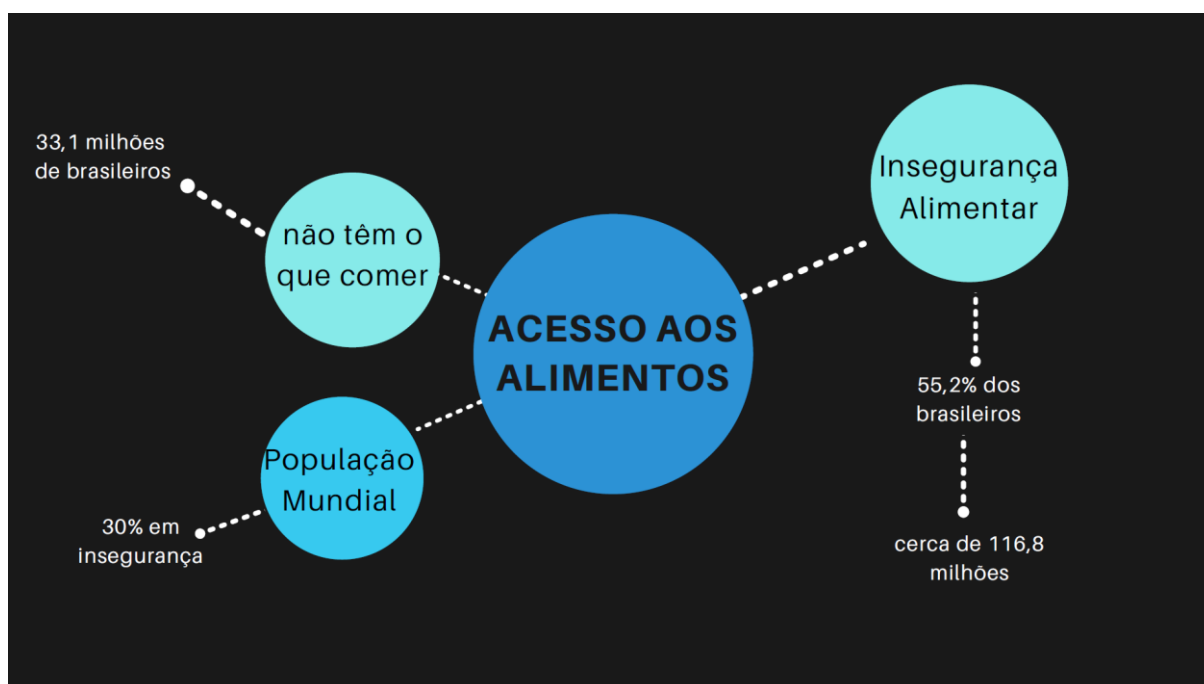 ACESSO AOS
ALIMENTOS
não têm o
que comer
33,1 milhões
de brasileiros
População
Mundial
30% em
insegurança
Insegurança
Alimentar
55,2% dos
brasileiros
cerca de 116,8
milhões